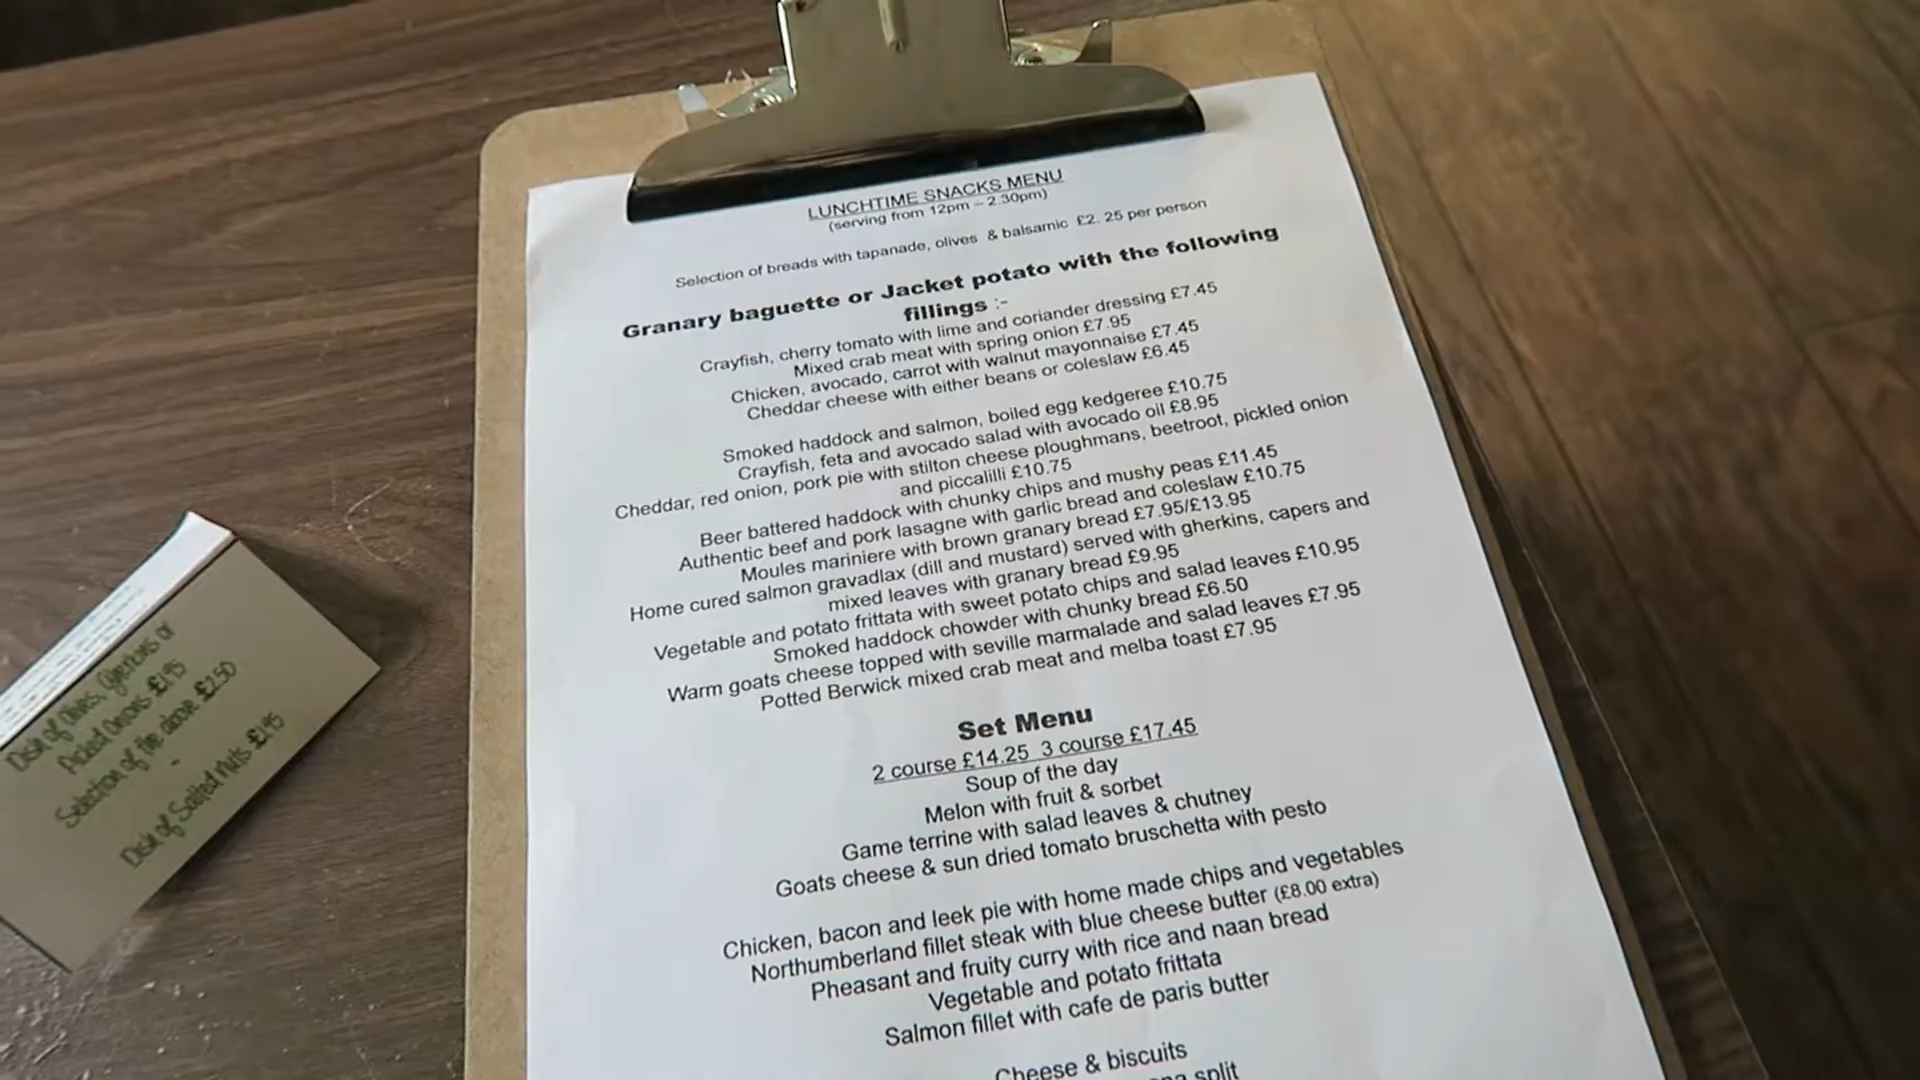 LUNCHTIME SNACKS MENU
(serving from 12pm – 2.30pm)
Selection of breads with tapanade, olives & balsamic £2. 25 per person
Granary baguette or Jacket potato with the following
fillings :-
Crayfish, cherry tomato with lime and coriander dressing £7.45
Mixed crab meat with spring onion £7.95
Chicken, avocado, carrot with walnut mayonnaise £7.45
Cheddar cheese with either beans or coleslaw £6.45
Smoked haddock and salmon, boiled egg kedgeree £10.75
Crayfish, feta and avocado salad with avocado oil £8.95
Cheddar, red onion, pork pie with stilton cheese ploughmans, beetroot, pickled onion
and piccalilli £10.75
Beer battered haddock with chunky chips and mushy peas £11.45
Authentic beef and pork lasagne with garlic bread and coleslaw £10.75
Moules mariniere with brown granary bread £7.95/£13.95
Home cured salmon gravadlax (dill and mustard) served with gherkins, capers and
mixed leaves with granary bread £9.95
Vegetable and potato frittata with sweet potato chips and salad leaves £10.95
Smoked haddock chowder with chunky bread £6.50
Warm goats cheese topped with seville marmalade and salad leaves £7.95
Potted Berwick mixed crab meat and melba toast £7.95
Set Menu
2 course £14.25 3 course £17.45
Soup of the day
Melon with fruit & sorbet
Game terrine with salad leaves & chutney
Goats cheese & sun dried tomato bruschetta with pesto
Chicken, bacon and leek pie with home made chips and vegetables
Northumberland fillet steak with blue cheese butter (£8.00 extra)
Pheasant and fruity curry with rice and naan bread
Vegetable and potato frittata
Salmon fillet with cafe de paris butter
Cheese & biscuits
split
Dish of olives, gherkins or
Pickled Onions £1.95
Selection of the above £2.50
-
Dish of Salted Nuts £1.95